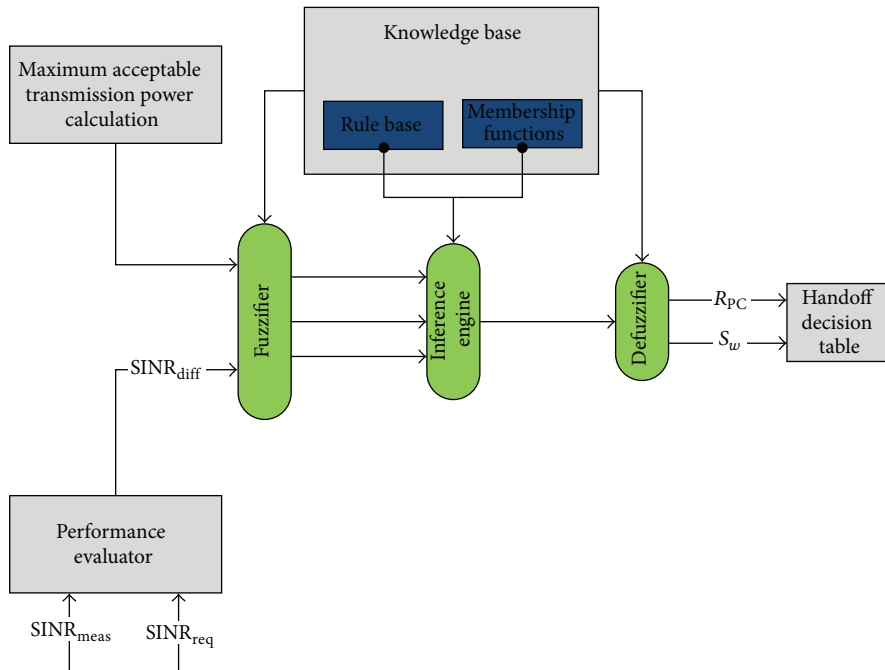 Knowledge base
Maximum acceptable
transmission power
calculation
Rule base
Membership
functions
Fuzzifier
Inference
engine
Defuzzifier
R_PC
S_w
Handoff
decision
table
SINR_diff
Performance
evaluator
SINR_meas
SINR_req